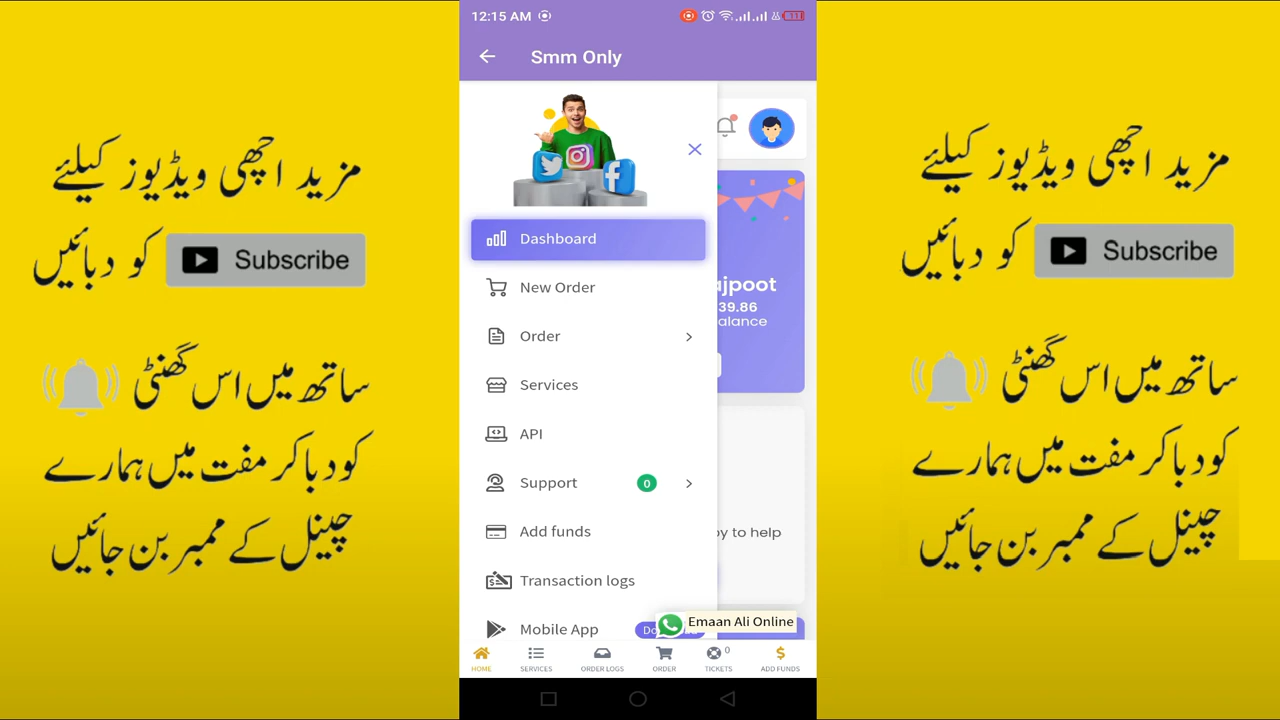 مزید اچھی ویڈیوز کیلئے
کو دبائیں Subscribe
ساتھ میں اس گھنٹی
کو دبا کر مفت میں ہمارے
چینل کے ممبر بن جائیں
12:15 AM
11
Smm Only
Dashboard
New Order
Order
Services
API
Support 0
Add funds
Transaction logs
Mobile App
ajpoot
39.86
alance
by to help
Emaan Ali Online
HOME SERVICES ORDER LOGS ORDER TICKETS 0 ADD FUNDS
مزید اچھی ویڈیوز کیلئے
کو دبائیں Subscribe
ساتھ میں اس گھنٹی
کو دبا کر مفت میں ہمارے
چینل کے ممبر بن جائیں